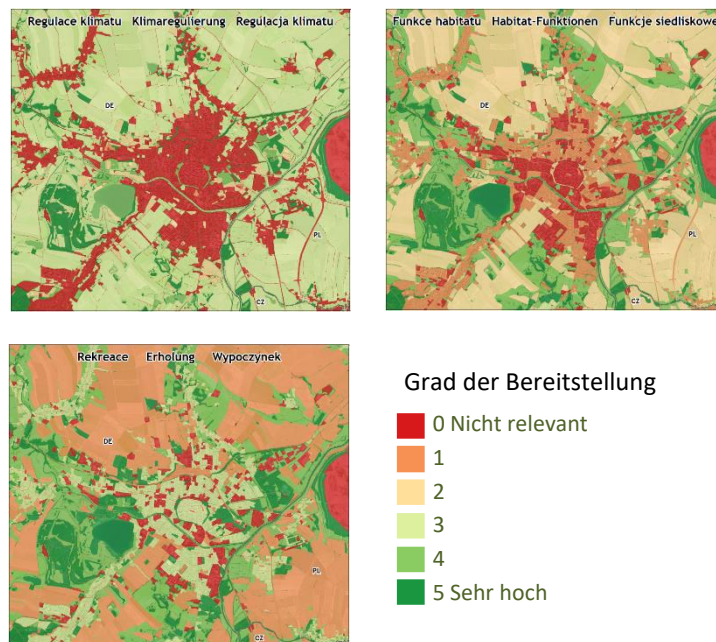 Regulace klimatu Klimaregulierung Regulacja klimatu
DE
PL
CZ
Funkce habitatu Habitat-Funktionen Funkcje siedliskowe
DE
PL
CZ
Rekreace Erholung Wypoczynek
DE
PL
CZ
Grad der Bereitstellung
0 Nicht relevant
1
2
3
4
5 Sehr hoch